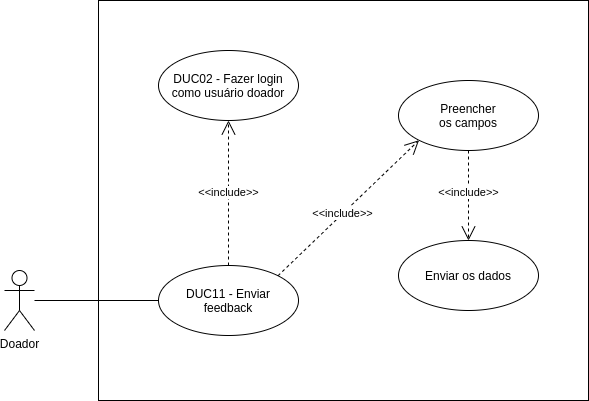 DUC02 - Fazer login
como usuário doador
Preencher
os campos
<<include>>
<<include>>
<<include>>
DUC11 - Enviar
feedback
Enviar os dados
Doador